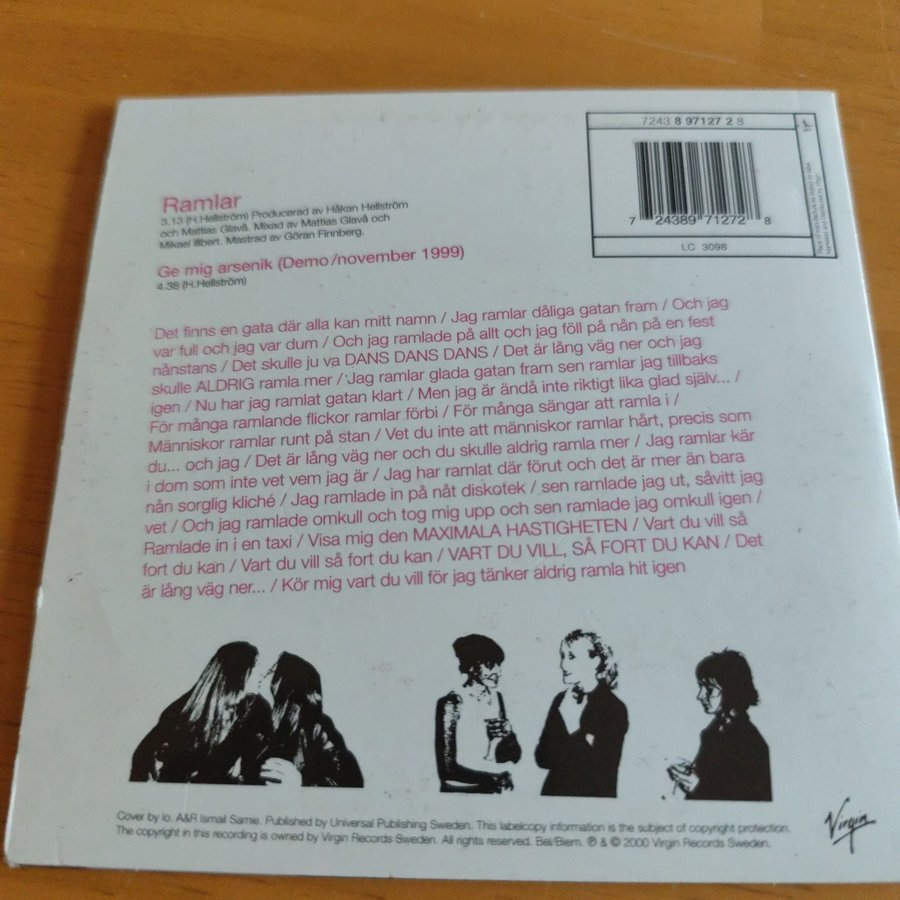 7243 8 97127 2 8
7 24389 71272 8
LC 3098
Ramlar
3.13 (H.Hellström) Producerad av Håkan Hellström
och Mattias Glavå. Mixad av Mattias Glavå och
Mikael Illbert. Mastrad av Göran Finnberg.
Ge mig arsenik (Demo/november 1999)
4.38 (H.Hellström)
Det finns en gata där alla kan mitt namn / Jag ramlar dåliga gatan fram / Och jag
var full och jag var dum / Och jag ramlade på allt och jag föll på nån på en fest
nånstans / Det skulle ju va DANS DANS DANS / Det är lång väg ner och jag
skulle ALDRIG ramla mer / Jag ramlar glada gatan fram sen ramlar jag tillbaks
igen / Nu har jag ramlat gatan klart / Men jag är ändå inte riktigt lika glad själv... /
För många ramlande flickor ramlar förbi / För många sängar att ramla i /
Människor ramlar runt på stan / Vet du inte att människor ramlar hårt, precis som
du... och jag / Det är lång väg ner och du skulle aldrig ramla mer / Jag ramlar kär
i dom som inte vet vem jag är / Jag har ramlat där förut och det är mer än bara
nån sorglig kliché / Jag ramlade in på nåt diskotek / sen ramlade jag ut, såvitt jag
vet / Och jag ramlade omkull och tog mig upp och sen ramlade jag omkull igen /
Ramlade in i en taxi / Visa mig den MAXIMALA HASTIGHETEN / Vart du vill så
fort du kan / Vart du vill så fort du kan / VART DU VILL, SÅ FORT DU KAN / Det
är lång väg ner... / Kör mig vart du vill för jag tänker aldrig ramla hit igen
Cover by Io. A&R Ismail Samie. Published by Universal Publishing Sweden. This labelcopy information is the subject of copyright protection.
The copyright in this recording is owned by Virgin Records Sweden. All rights reserved. Bel/Biem. ℗ & © 2000 Virgin Records Sweden.
Virgin